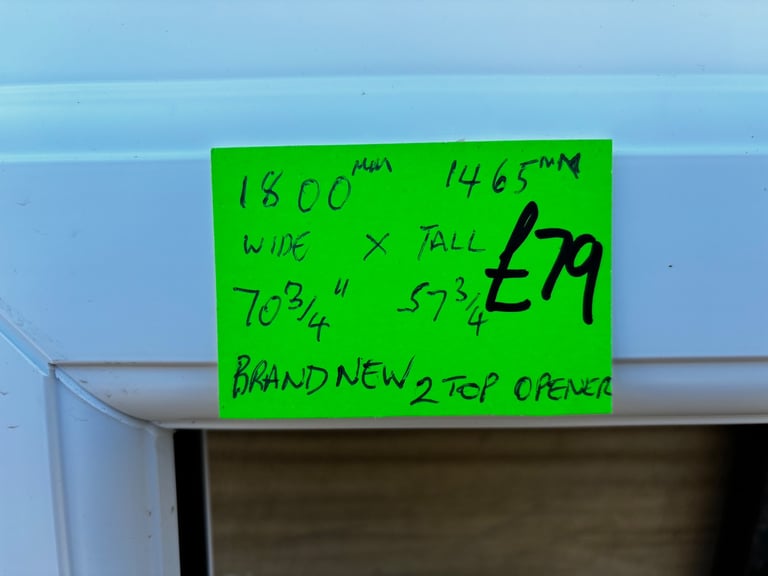 1800MM 1465MM
WIDE X TALL £79
70 3/4" 57 3/4
BRAND NEW 2 TOP OPENER